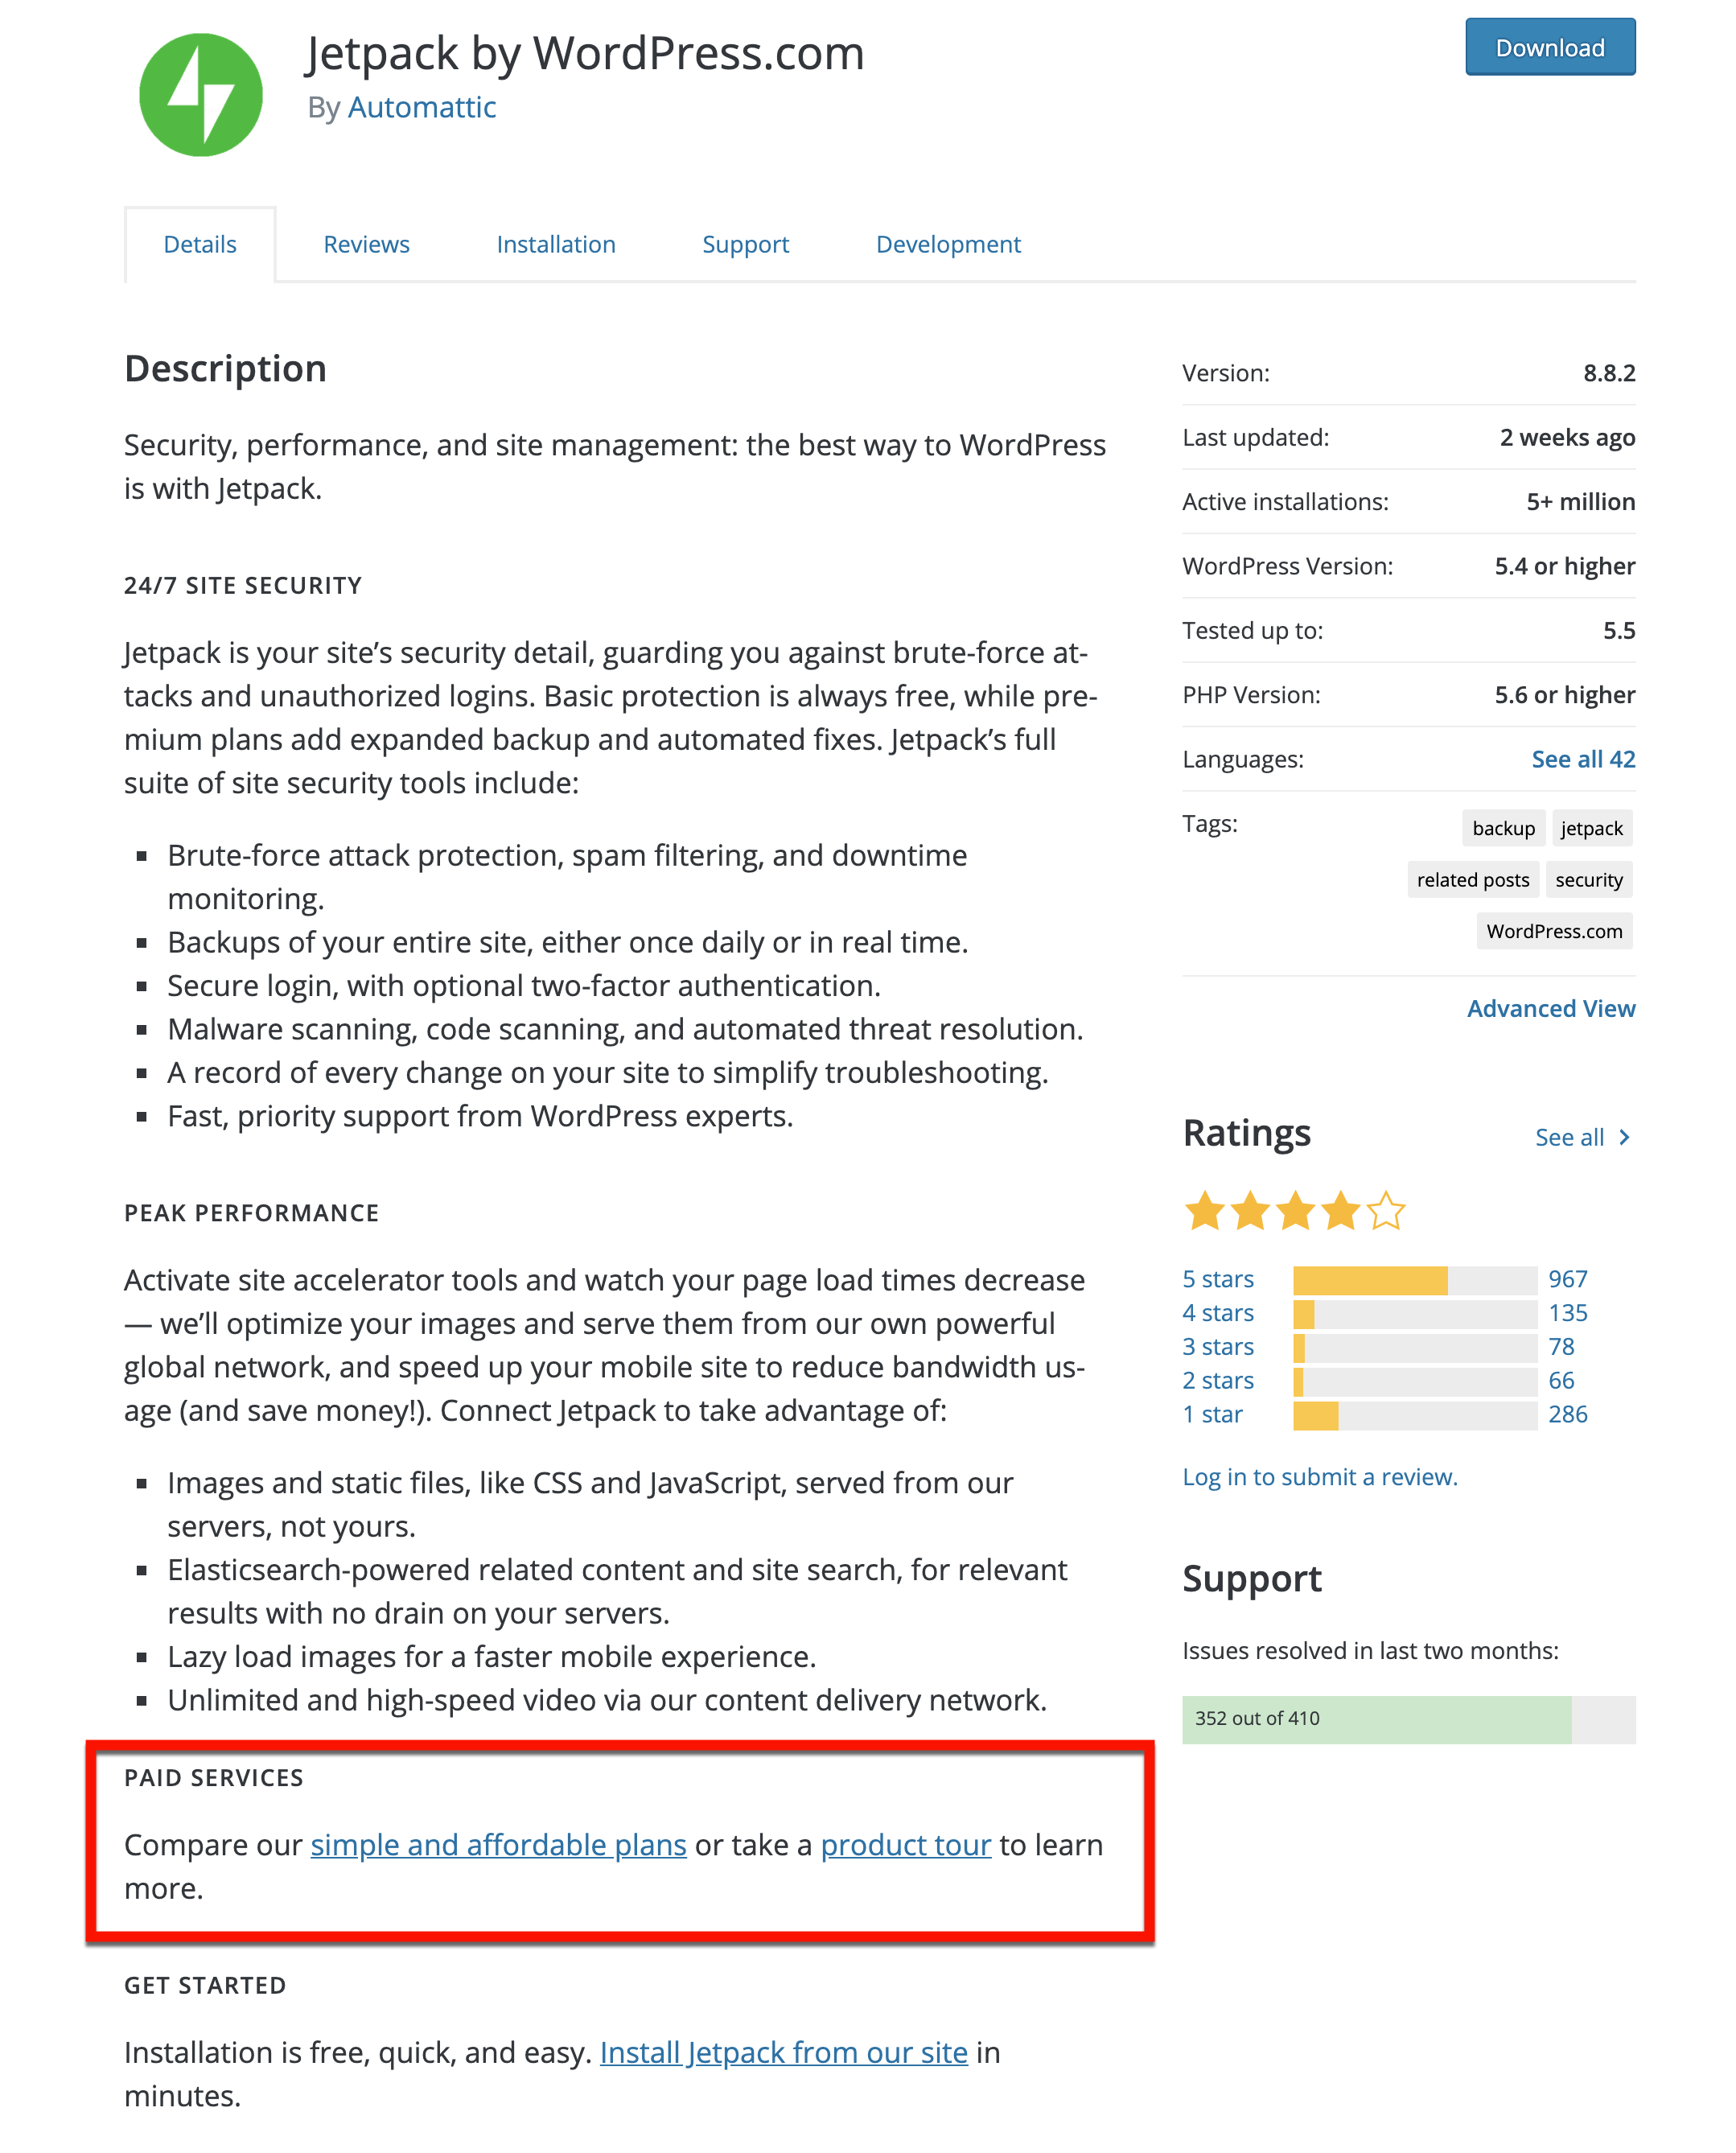 Jetpack by WordPress.com
By Automattic
Download
Details
Reviews
Installation
Support
Development
Description
Security, performance, and site management: the best way to WordPress
is with Jetpack.
24/7 SITE SECURITY
Jetpack is your site’s security detail, guarding you against brute-force at-
tacks and unauthorized logins. Basic protection is always free, while pre-
mium plans add expanded backup and automated fixes. Jetpack’s full
suite of site security tools include:
Brute-force attack protection, spam filtering, and downtime
monitoring.
Backups of your entire site, either once daily or in real time.
Secure login, with optional two-factor authentication.
Malware scanning, code scanning, and automated threat resolution.
A record of every change on your site to simplify troubleshooting.
Fast, priority support from WordPress experts.
PEAK PERFORMANCE
Activate site accelerator tools and watch your page load times decrease
— we’ll optimize your images and serve them from our own powerful
global network, and speed up your mobile site to reduce bandwidth us-
age (and save money!). Connect Jetpack to take advantage of:
Images and static files, like CSS and JavaScript, served from our
servers, not yours.
Elasticsearch-powered related content and site search, for relevant
results with no drain on your servers.
Lazy load images for a faster mobile experience.
Unlimited and high-speed video via our content delivery network.
PAID SERVICES
Compare our simple and affordable plans or take a product tour to learn
more.
GET STARTED
Installation is free, quick, and easy. Install Jetpack from our site in
minutes.
Version: 8.8.2
Last updated: 2 weeks ago
Active installations: 5+ million
WordPress Version: 5.4 or higher
Tested up to: 5.5
PHP Version: 5.6 or higher
Languages: See all 42
Tags: backup jetpack
related posts security
WordPress.com
Advanced View
Ratings See all
5 stars 967
4 stars 135
3 stars 78
2 stars 66
1 star 286
Log in to submit a review.
Support
Issues resolved in last two months:
352 out of 410